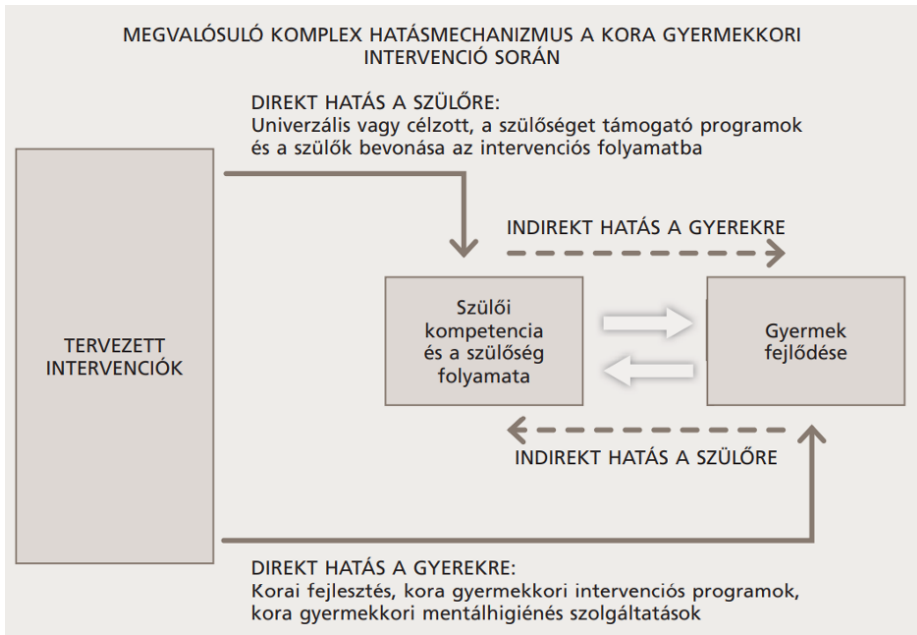 MEGVALÓSULÓ KOMPLEX HATÁSMECHANIZMUS A KORA GYERMEKKORI
INTERVENCIÓ SORÁN
DIREKT HATÁS A SZÜLŐRE:
Univerzális vagy célzott, a szülőséget támogató programok
és a szülők bevonása az intervenciós folyamatba
INDIREKT HATÁS A GYEREKRE
TERVEZETT
INTERVENCIÓK
Szülői
kompetencia
és a szülőség
folyamata
Gyermek
fejlődése
INDIREKT HATÁS A SZÜLŐRE
DIREKT HATÁS A GYEREKRE:
Korai fejlesztés, kora gyermekkori intervenciós programok,
kora gyermekkori mentálhigiénés szolgáltatások